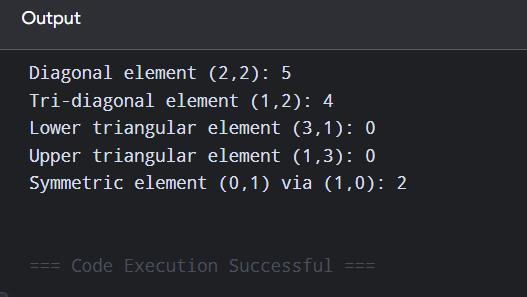 Output
Diagonal element (2,2): 5
Tri-diagonal element (1,2): 4
Lower triangular element (3,1): 0
Upper triangular element (1,3): 0
Symmetric element (0,1) via (1,0): 2
=== Code Execution Successful ===